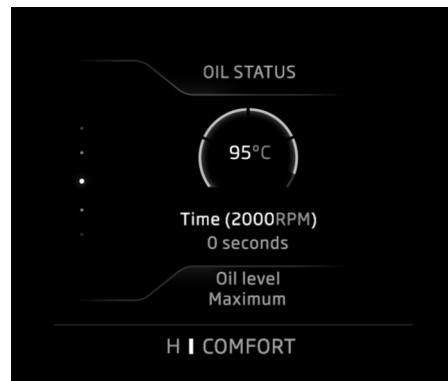 OIL STATUS
95°C
Time (2000RPM)
0 seconds
Oil level
Maximum
H COMFORT